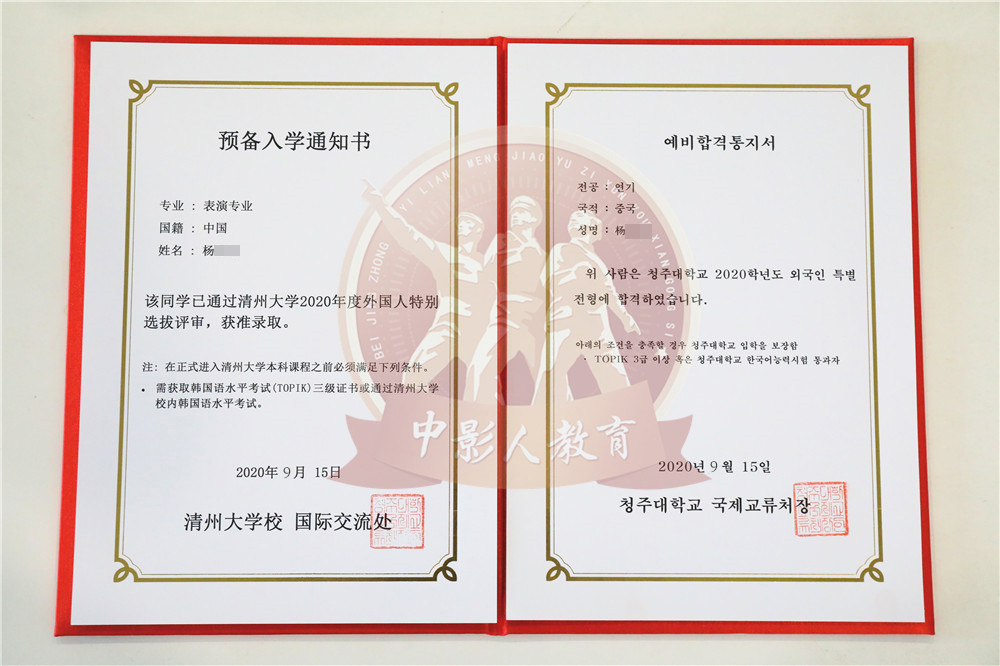 预备入学通知书
专业 : 表演专业
国籍 : 中国
姓名 : 杨
该同学已通过清州大学2020年度外国人特别
选拔评审，获准录取。
注: 在正式进入清州大学本科课程之前必须满足下列条件。
· 需获取韩国语水平考试(TOPIK)三级证书或通过清州大学
校内韩国语水平考试。
2020年 9月 15日
清州大学校 国际交流处
예비합격통지서
전공 : 연기
국적 : 중국
성명 : 杨
위 사람은 청주대학교 2020학년도 외국인 특별
전형에 합격하였습니다.
아래의 조건을 충족할 경우 청주대학교 입학을 보장함
· TOPIK 3급 이상 혹은 청주대학교 한국어능력시험 통과자
2020년 9월 15일
청주대학교 국제교류처장
YI LIANG MENG JIAO YU ZI
BEI JI ZHONG
中影人教育